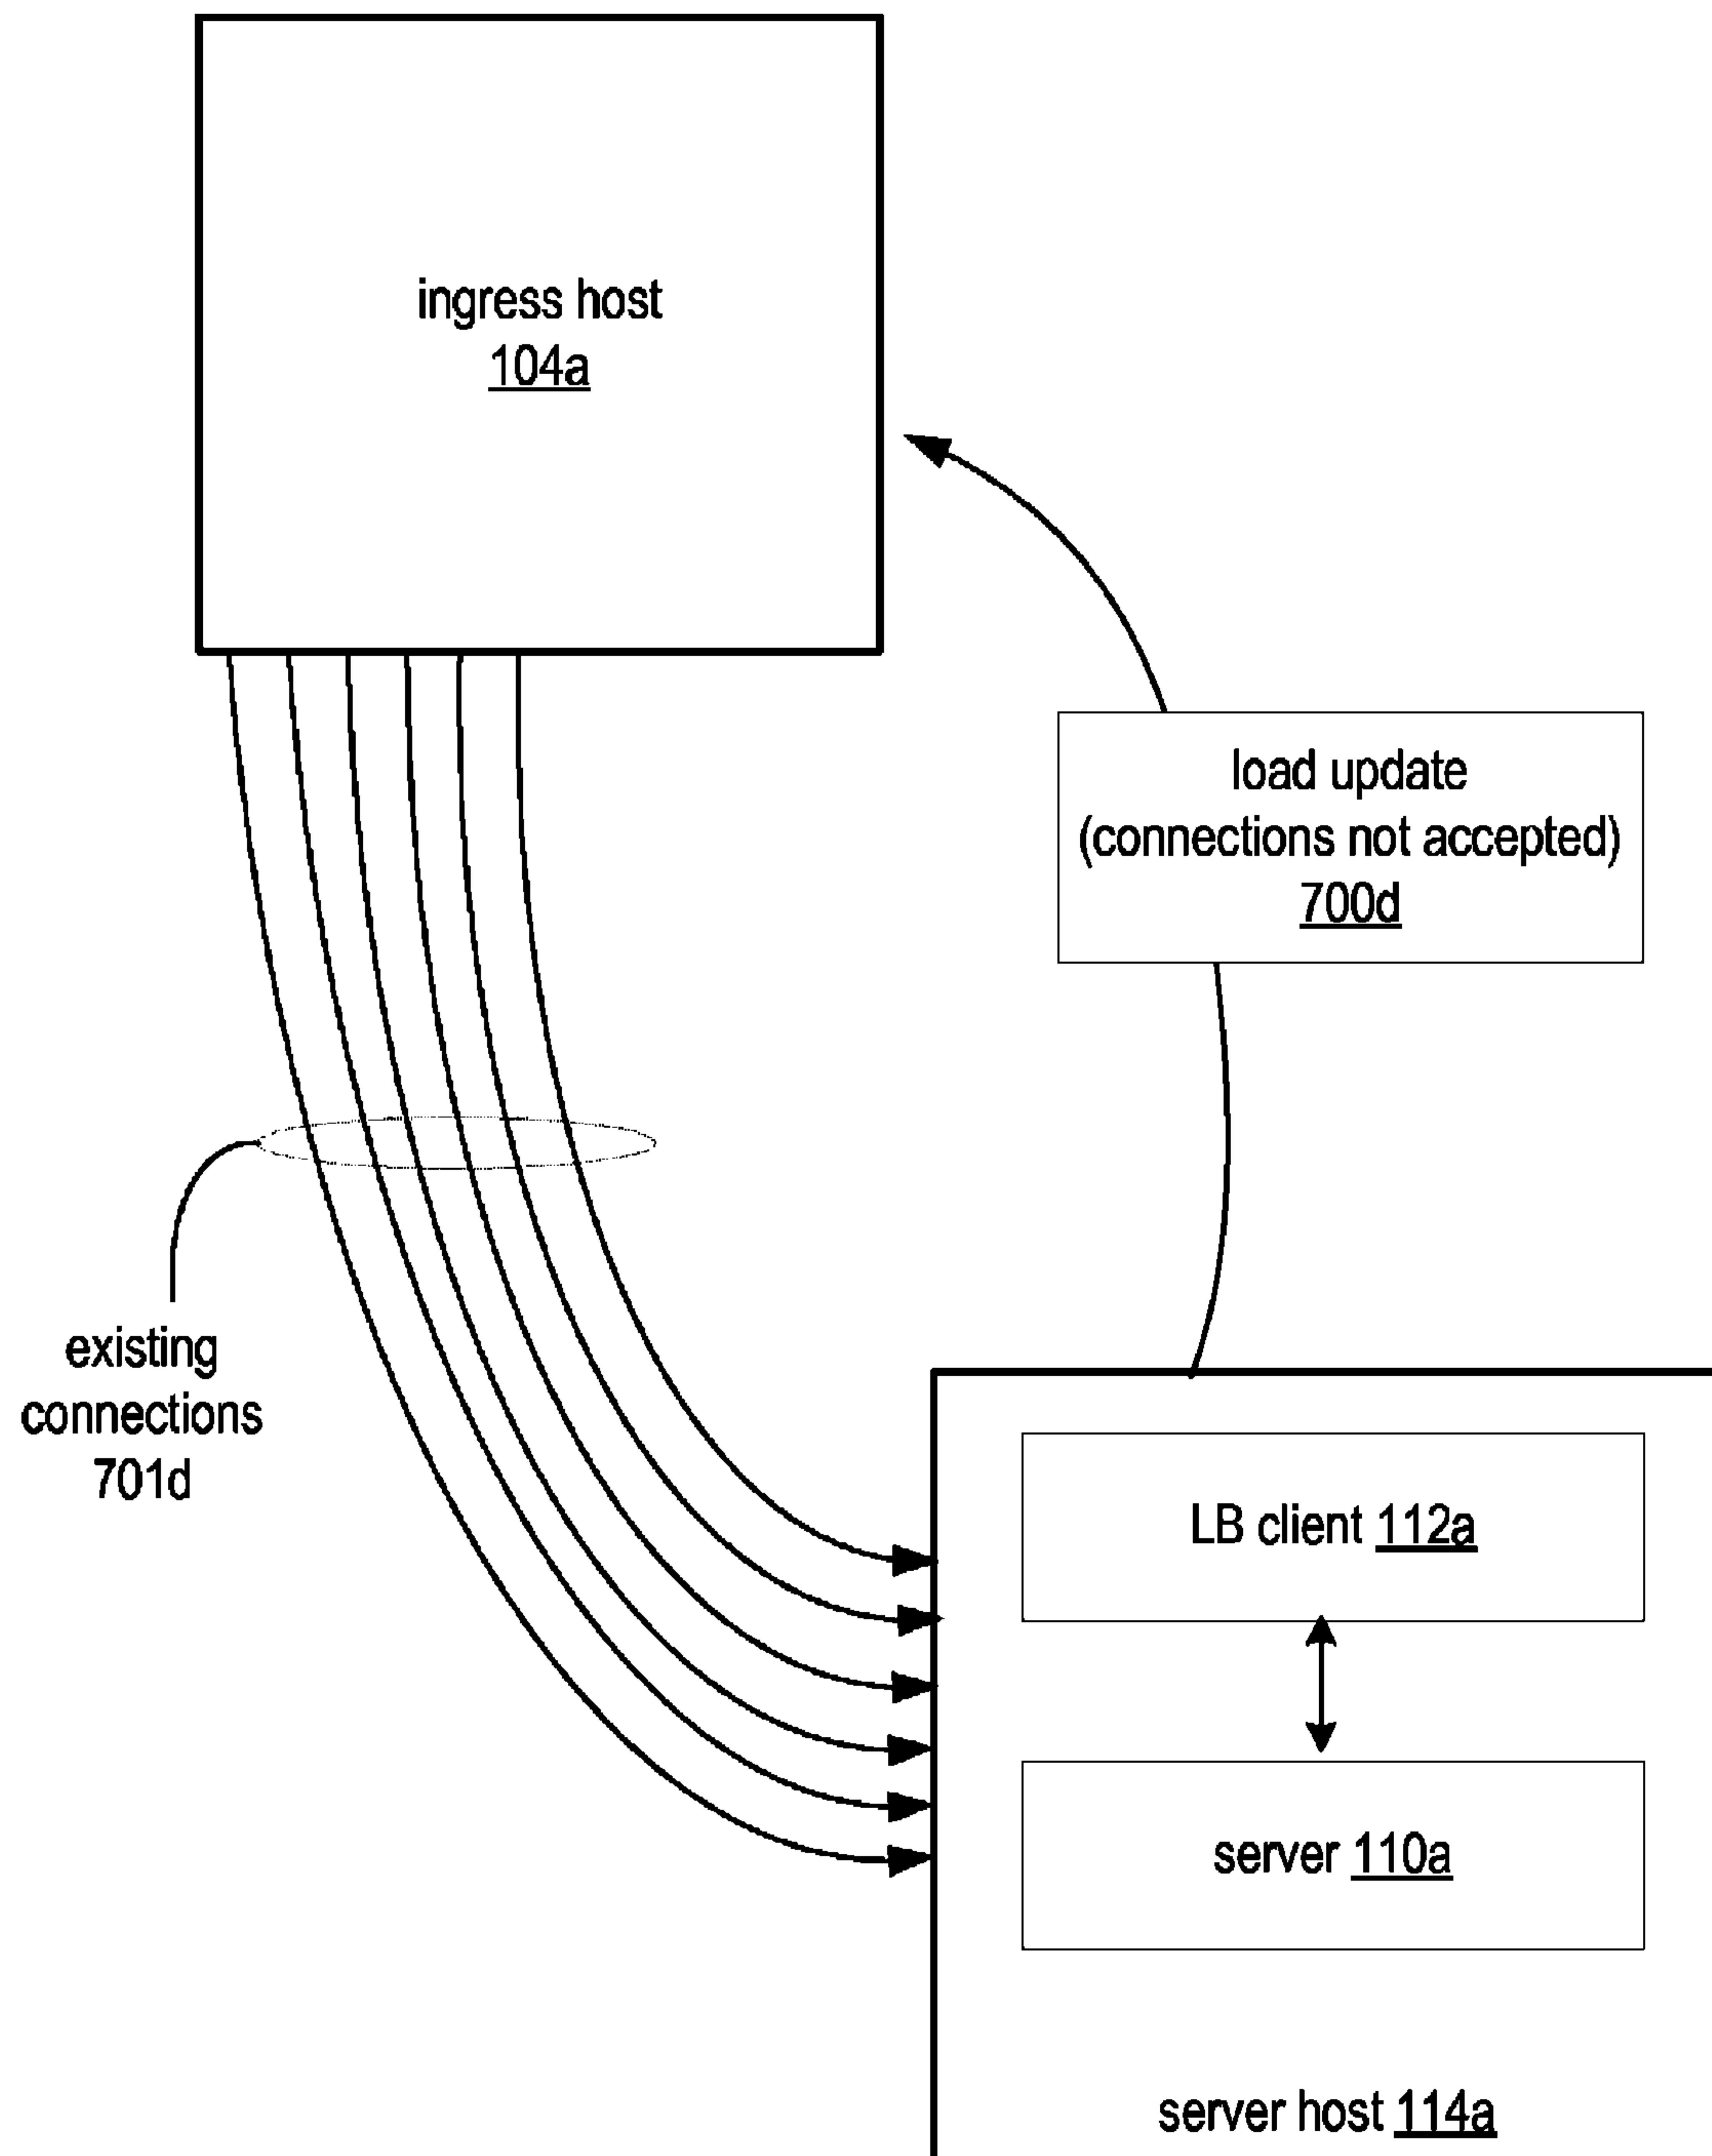 ingress host
104a
load update
(connections not accepted)
700d
existing
connections
701d
LB client 112a
server 110a
server host 114a